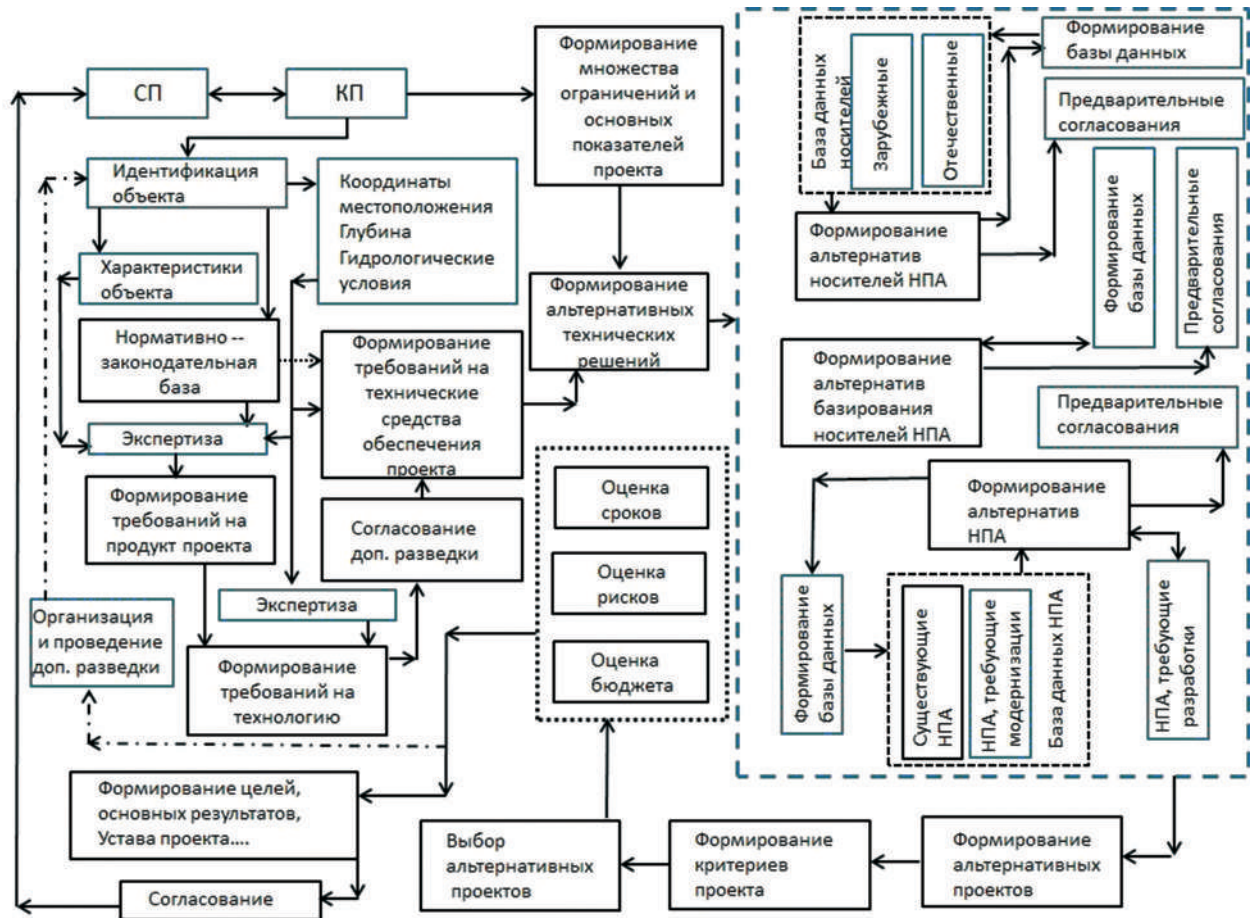 СП
КП
Формирование
множества
ограничений и
основных
показателей
проекта
Идентификация
объекта
Координаты
местоположения
Глубина
Гидрологические
условия
Характеристики
объекта
Нормативно --
законодательная
база
Формирование
требований на
технические
средства
обеспечения
проекта
Формирование
альтернативных
технических
решений
Экспертиза
Формирование
требований на
продукт проекта
Согласование
доп. разведки
Экспертиза
Организация
и проведение
доп. разведки
Формирование
требований на
технологию
Оценка
сроков
Оценка
рисков
Оценка
бюджета
Формирование целей,
основных результатов,
Устава проекта....
Согласование
Выбор
альтернативных
проектов
Формирование
критериев
проекта
Формирование
альтернативных
проектов
База данных
носителей
Зарубежные
Отечественные
Формирование
базы данных
Предварительные
согласования
Формирование
альтернатив
носителей НПА
Формирование
базы данных
Предварительные
согласования
Формирование
альтернатив
базирования
носителей НПА
Предварительные
согласования
Формирование
альтернатив
НПА
Формирование
базы данных
Существующие
НПА
НПА, требующие
модернизации
База данных НПА
НПА, требующие
разработки